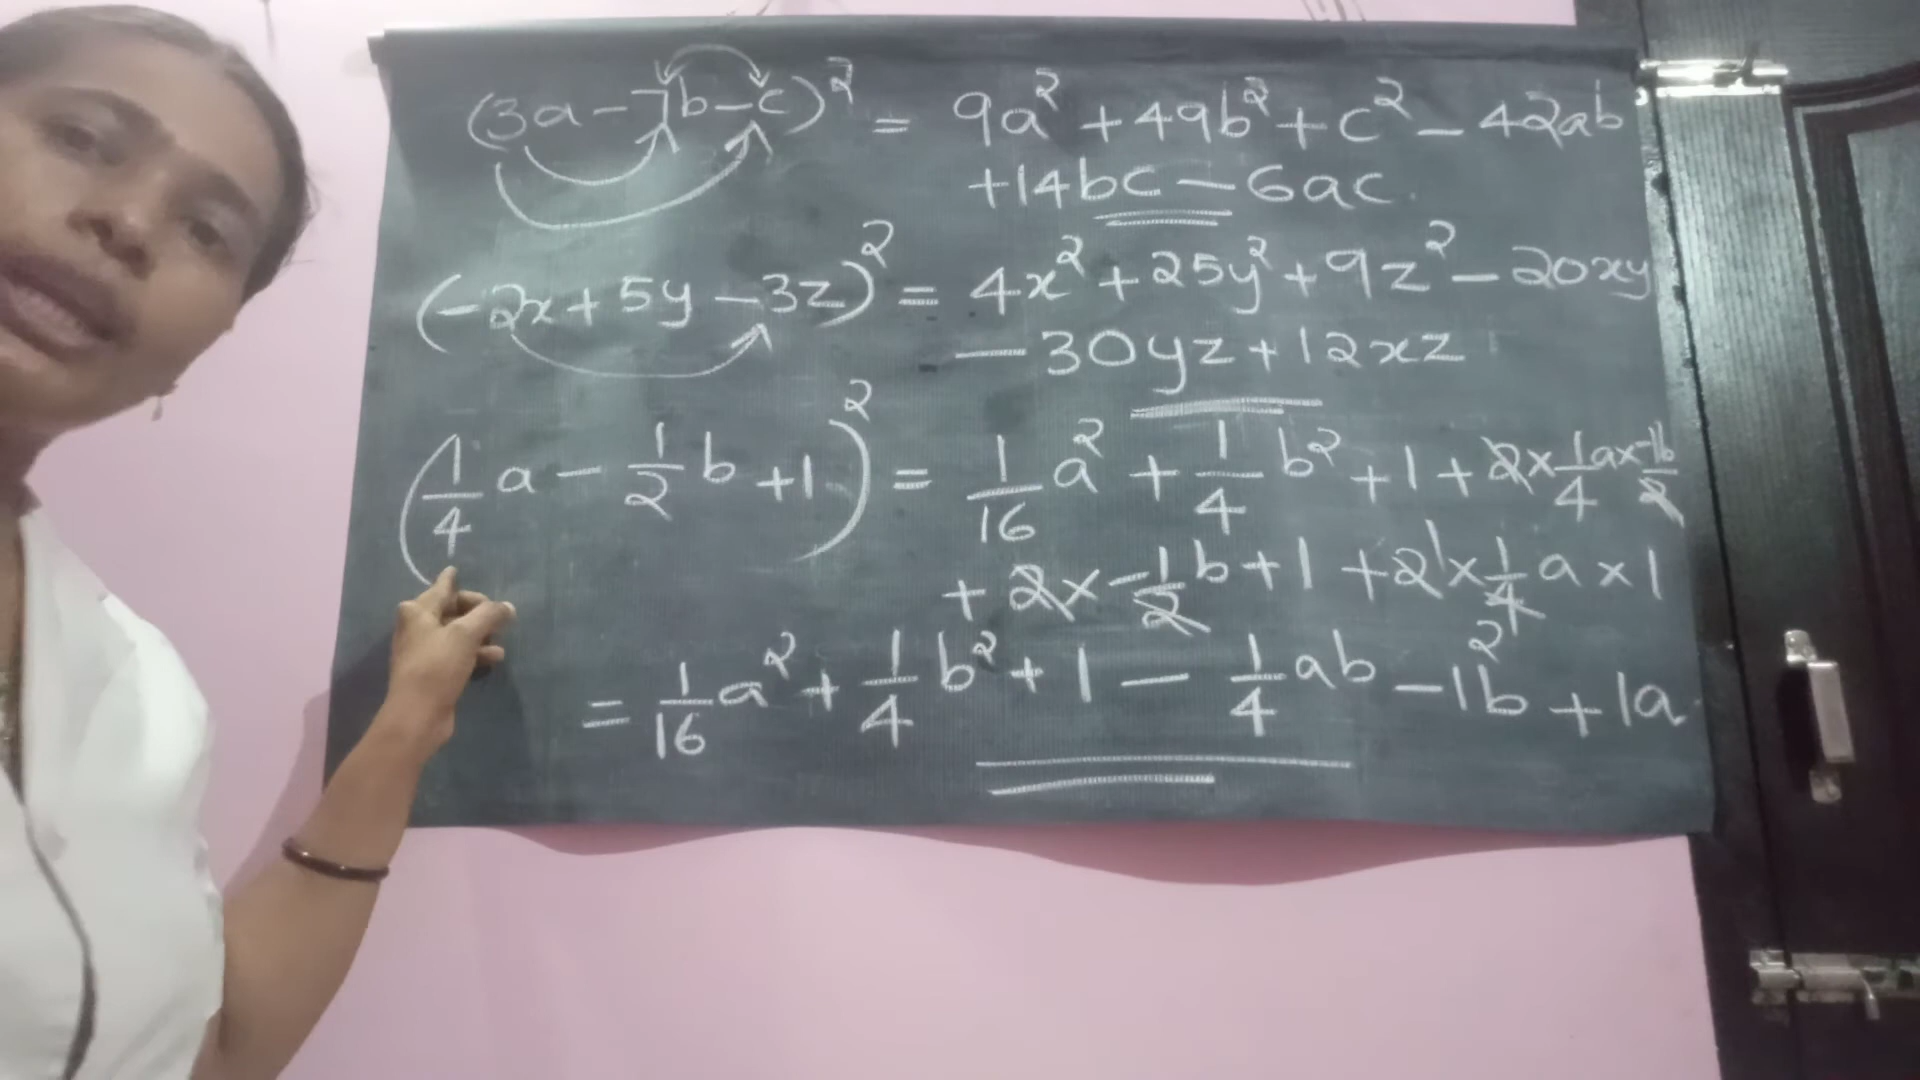 (3a - 7b - c)² = 9a² + 49b² + c² - 42ab
+ 14bc - 6ac.
(-2x + 5y - 3z)² = 4x² + 25y² + 9z² - 20xy
- 30yz + 12xz
(1/4 a - 1/2 b + 1)² = 1/16 a² + 1/4 b² + 1 + 2 × 1/4 a × -1b/2
+ 2 × -1/2 b + 1 + 2 1 × 1/4 a × 1
2
= 1/16 a² + 1/4 b² + 1 - 1/4 ab - 1b + 1a